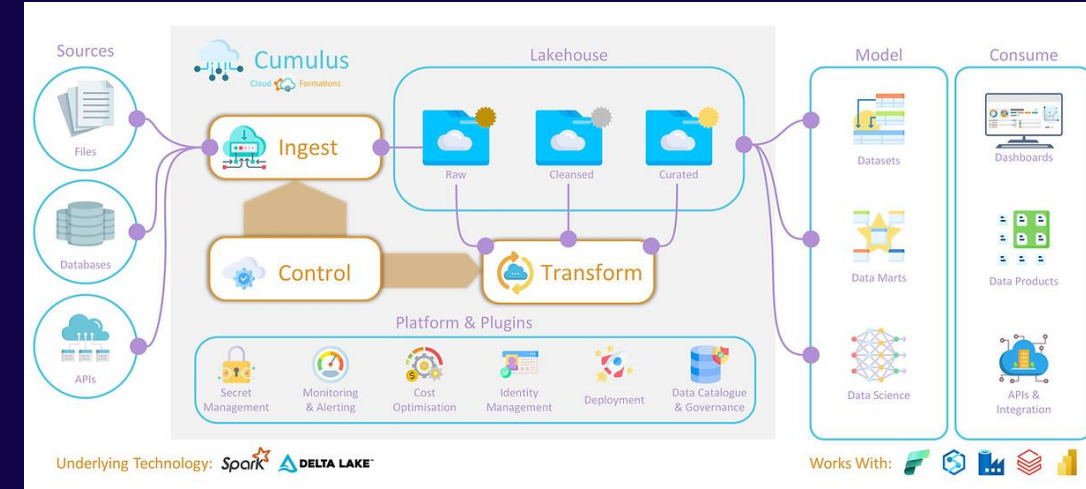 Sources
Files
Databases
APIs
Cumulus
Cloud Formations
Lakehouse
Ingest
Raw
Cleansed
Curated
Control
Transform
Platform & Plugins
Secret
Management
Monitoring
& Alerting
Cost
Optimisation
Identity
Management
Deployment
Data Catalogue
& Governance
Model
Datasets
Data Marts
Data Science
Consume
Dashboards
Data Products
APIs &
Integration
Underlying Technology: Spark DELTA LAKE
Works With: